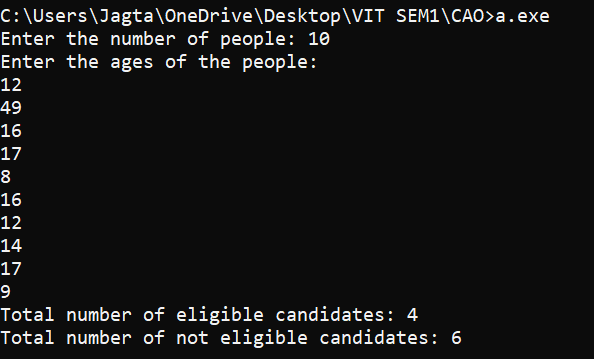 C:\Users\Jagta\OneDrive\Desktop\VIT SEM1\CAO>a.exe
Enter the number of people: 10
Enter the ages of the people:
12
49
16
17
8
16
12
14
17
9
Total number of eligible candidates: 4
Total number of not eligible candidates: 6